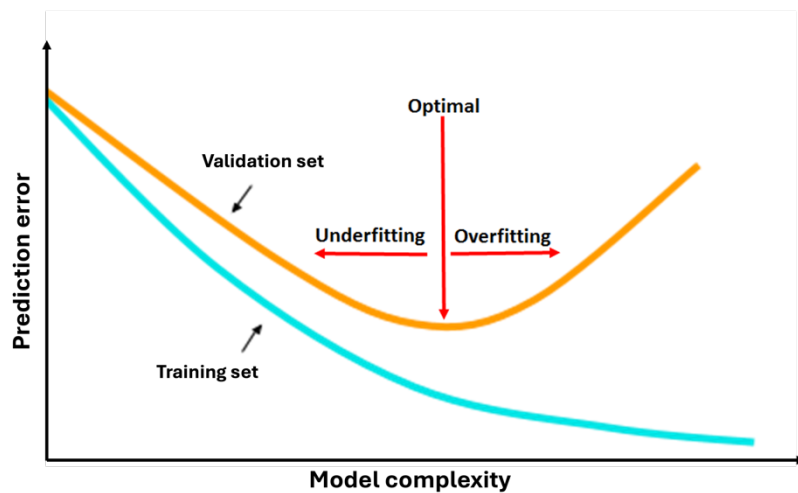 Optimal
Validation set
Underfitting
Overfitting
Prediction error
Training set
Model complexity